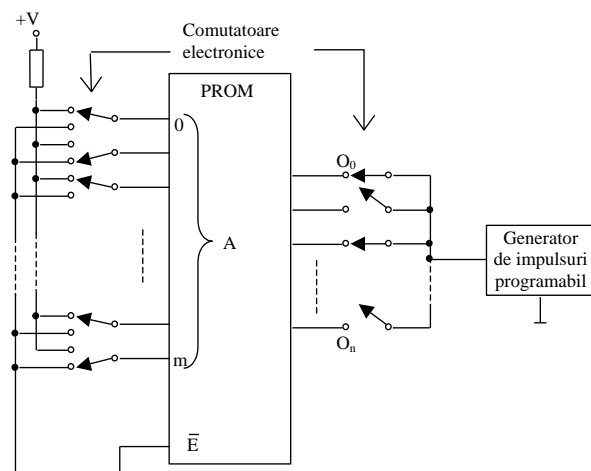 +V
Comutatoare
electronice
PROM
0
O₀
A
Generator
de impulsuri
programabil
m
Oₙ
E̅